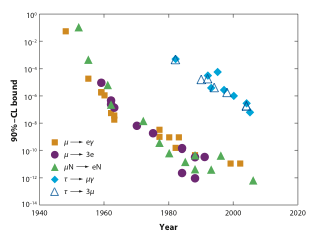 10⁰
10⁻²
10⁻⁴
10⁻⁶
10⁻⁸
10⁻¹⁰
10⁻¹²
10⁻¹⁴
90%–CL bound
μ → eγ
μ → 3e
μN → eN
τ → μγ
τ → 3μ
1940 1960 1980 2000 2020
Year